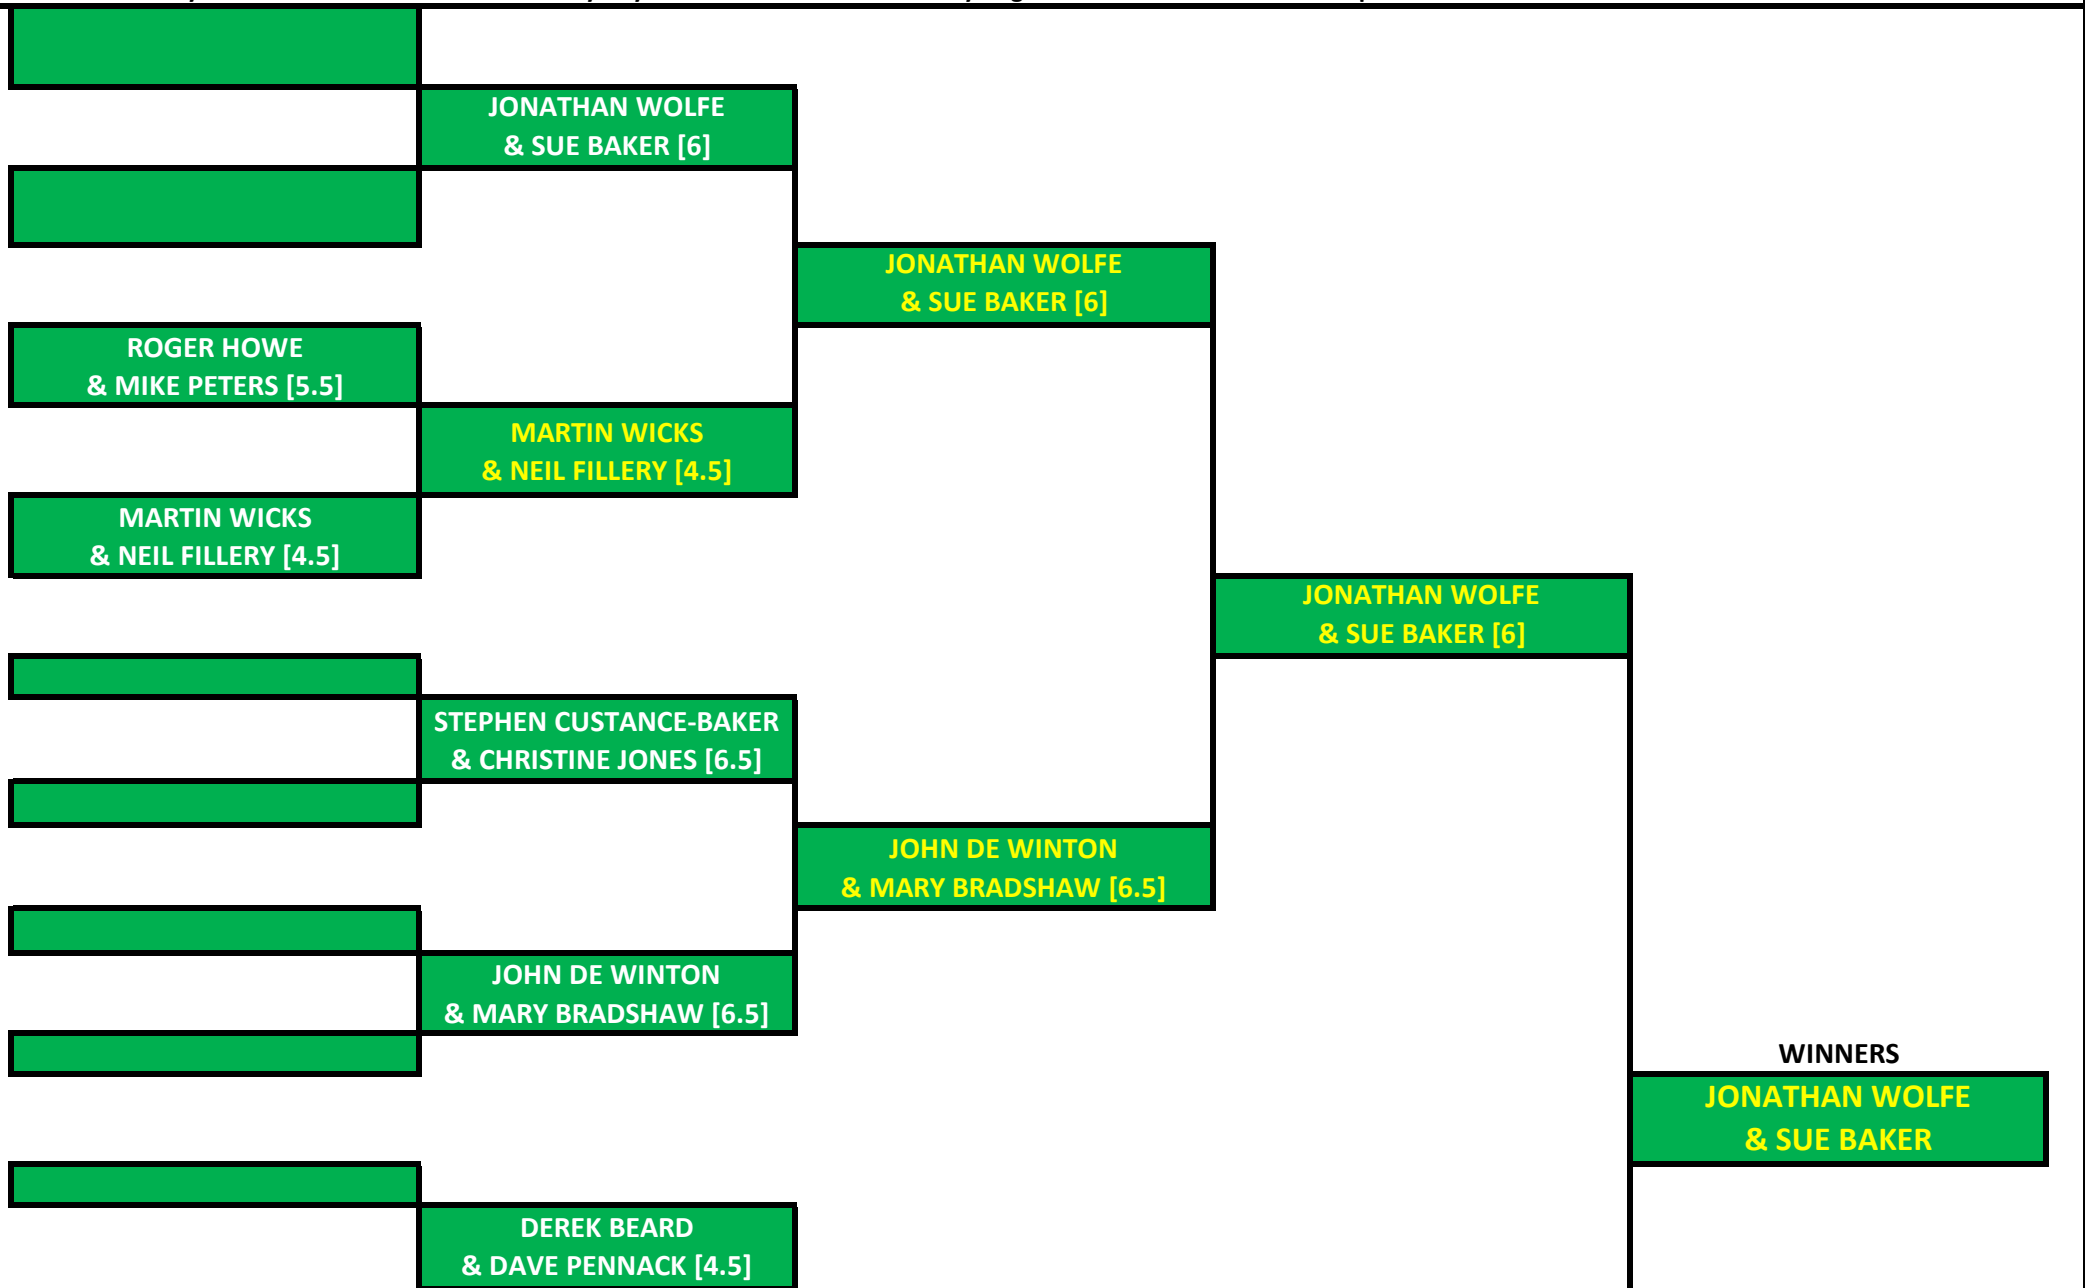 JONATHAN WOLFE
& SUE BAKER [6]
JONATHAN WOLFE
& SUE BAKER [6]
ROGER HOWE
& MIKE PETERS [5.5]
MARTIN WICKS
& NEIL FILLERY [4.5]
MARTIN WICKS
& NEIL FILLERY [4.5]
JONATHAN WOLFE
& SUE BAKER [6]
STEPHEN CUSTANCE-BAKER
& CHRISTINE JONES [6.5]
JOHN DE WINTON
& MARY BRADSHAW [6.5]
JOHN DE WINTON
& MARY BRADSHAW [6.5]
WINNERS
JONATHAN WOLFE
& SUE BAKER
DEREK BEARD
& DAVE PENNACK [4.5]